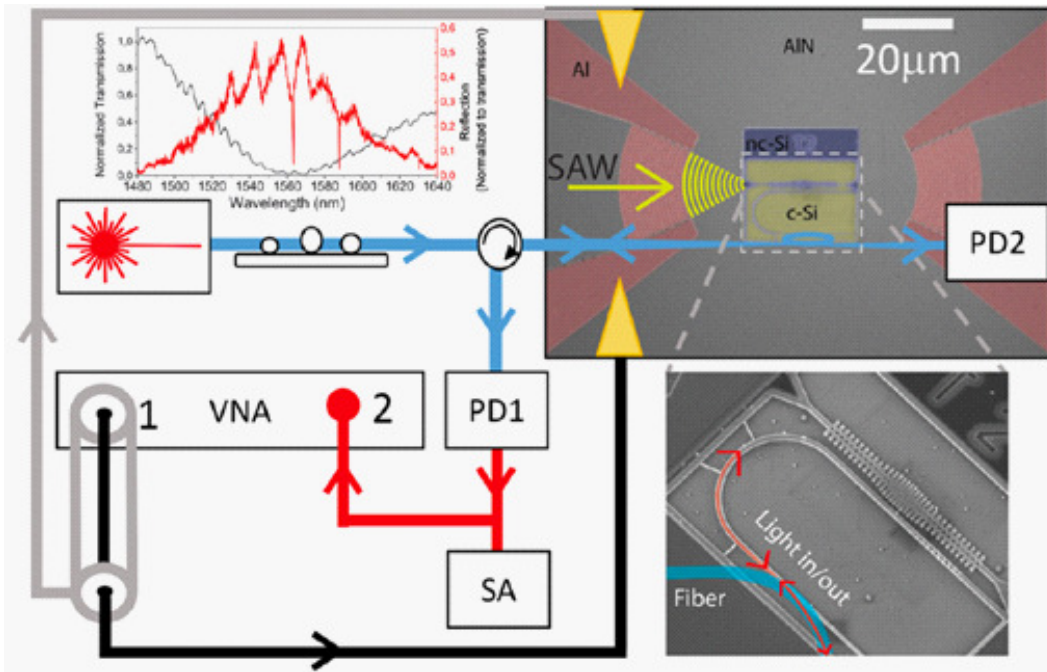 1,0
0,8
0,6
0,4
0,2
0,0
Normalized Transmission
1480 1500 1520 1540 1560 1580 1600 1620 1640
Wavelength (nm)
0,6
0,5
0,4
0,3
0,2
0,1
0,0
Reflection
(Normalized to transmission)
Al
AlN
20μm
nc-Si
SAW
c-Si
PD2
1
VNA
2
PD1
SA
Light in/out
Fiber